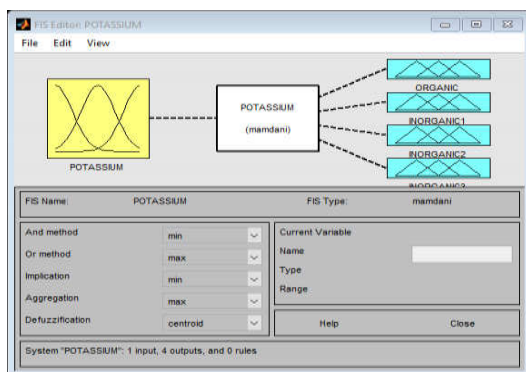 FIS Editor: POTASSIUM
File Edit View
ORGANIC
POTASSIUM
(mamdani)
INORGANIC1
INORGANIC2
POTASSIUM
INORGANIC3
FIS Name: POTASSIUM FIS Type: mamdani
And method min
Or method max
Implication min
Aggregation max
Defuzzification centroid
Current Variable
Name
Type
Range
Help Close
System "POTASSIUM": 1 input, 4 outputs, and 0 rules